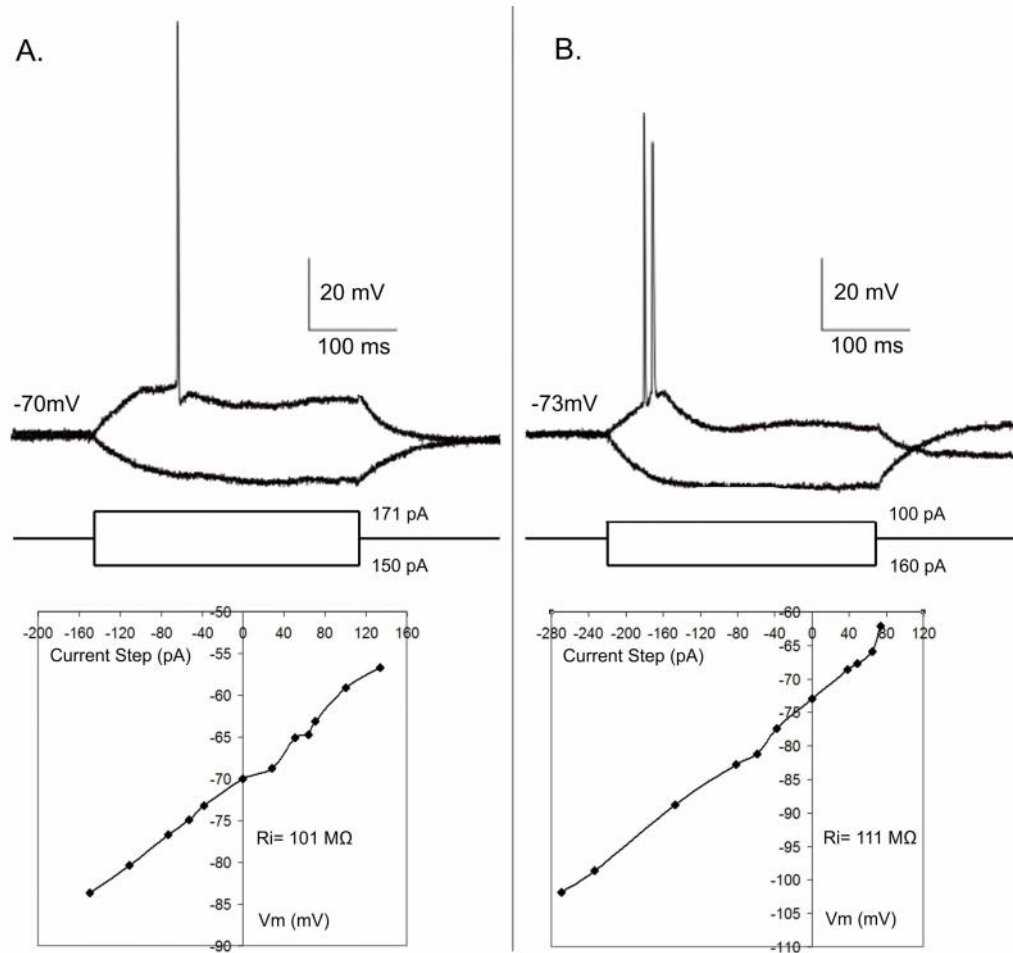 A.
20 mV
100 ms
-70mV
171 pA
150 pA
-50
-200 -160 -120 -80 -40 0 40 80 120 160
Current Step (pA)
-55
-60
-65
-70
-75
-80
Ri= 101 MΩ
-85
Vm (mV)
-90
B.
20 mV
100 ms
-73mV
100 pA
160 pA
-60
-280 -200 -160 -120 -80 -40 0 40 80 120
Current Step (pA)
-65
-70
-75
-80
-85
-90
Ri= 111 MΩ
-95
-100
-105
Vm (mV)
-110